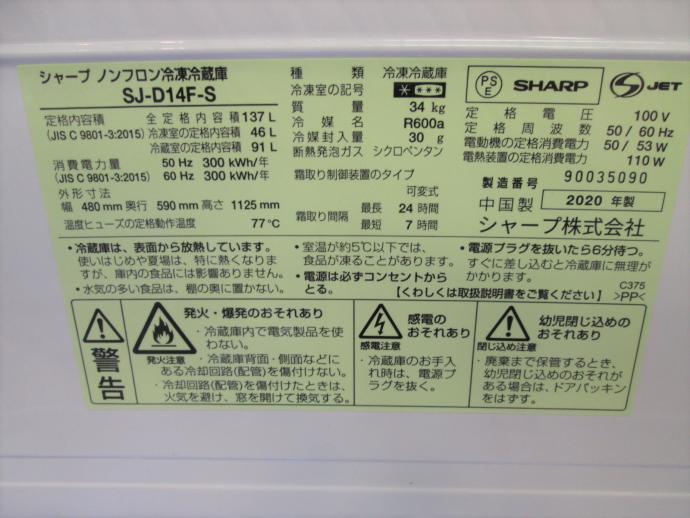 シャープ ノンフロン冷凍冷蔵庫
SJ-D14F-S
定格内容積 全 定 格 内 容 積 137 L
(JIS C 9801-3:2015) 冷凍室の定格内容積 46 L
冷蔵室の定格内容積 91 L
消費電力量 50 Hz 300 kWh/年
(JIS C 9801-3:2015) 60 Hz 300 kWh/年
外形寸法
幅 480 mm 奥行 590 mm 高さ 1125 mm
温度ヒューズの定格動作温度 77℃
種類 冷凍冷蔵庫
冷凍室の記号 * ***
質量 34 kg
冷媒名 R600a
冷媒封入量 30 g
断熱発泡ガス シクロペンタン
霜取り制御装置のタイプ
可変式
霜取り間隔 最長 24 時間
最短 7 時間
PS
E
SHARP
JET
定格電圧 100 V
定格周波数 50 / 60 Hz
電動機の定格消費電力 50 / 53 W
電熱装置の定格消費電力 110 W
製造番号 90035090
中国製 2020 年製
シャープ株式会社
• 冷蔵庫は、表面から放熱しています。
使いはじめや夏場は、特に熱くなりま
すが、庫内の食品には影響ありません。
• 水気の多い食品は、棚の奥に置かない。
• 室温が約5℃以下では、
食品が凍ることがあります。
• 電源は必ずコンセントから
とる。
• 電源プラグを抜いたら6分待つ。
すぐに差し込むと冷蔵庫に無理が
かかります。
【くわしくは取扱説明書をご覧ください】
C375
>PP<
警告
発火・爆発のおそれあり
発火注意
・冷蔵庫内で電気製品を使
わない。
・冷蔵庫背面・側面などに
ある冷却回路(配管)を傷付けない。
・冷却回路(配管)を傷付けたときは、
火気を避け、窓を開けて換気する。
感電の
おそれあり
感電注意
・冷蔵庫のお手入
れ時は、電源プ
ラグを抜く。
幼児閉じ込めの
おそれあり
閉じ込め注意
・廃棄まで保管するとき、
幼児閉じ込めのおそれが
ある場合は、ドアパッキン
をはずす。